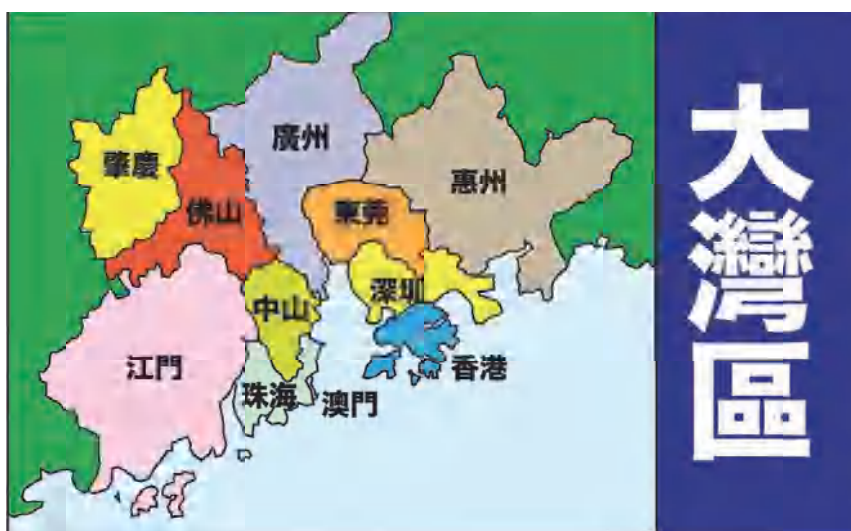 廣州
肇慶
惠州
佛山
東莞
深圳
中山
江門
香港
珠海
澳門
大灣區